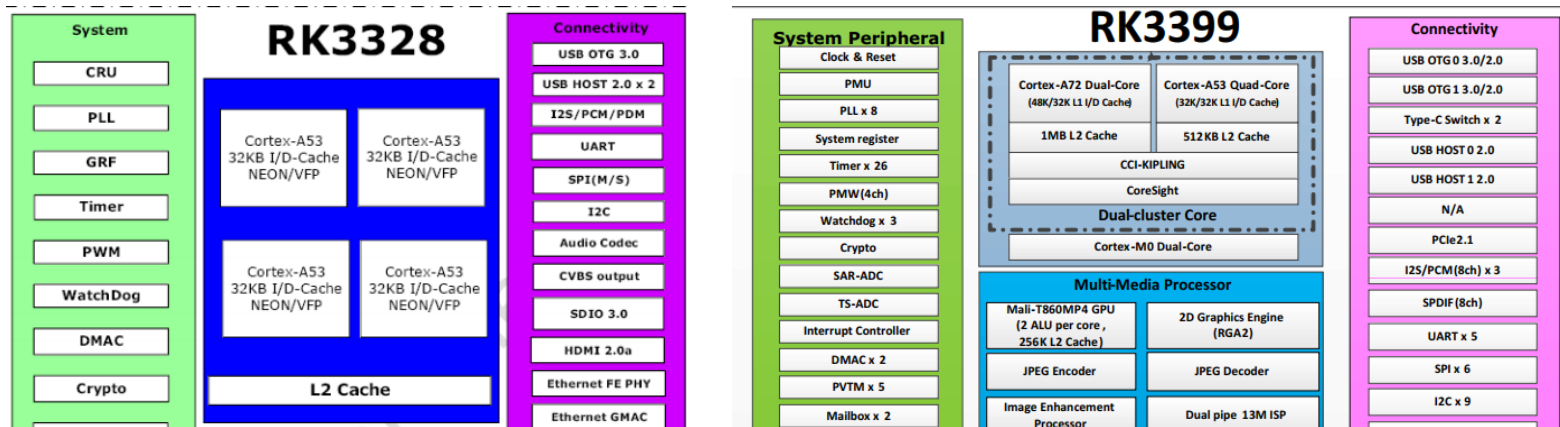 RK3328
System
CRU
PLL
GRF
Timer
PWM
WatchDog
DMAC
Crypto
Cortex-A53
32KB I/D-Cache
NEON/VFP
Cortex-A53
32KB I/D-Cache
NEON/VFP
Cortex-A53
32KB I/D-Cache
NEON/VFP
Cortex-A53
32KB I/D-Cache
NEON/VFP
L2 Cache
Connectivity
USB OTG 3.0
USB HOST 2.0 x 2
I2S/PCM/PDM
UART
SPI(M/S)
I2C
Audio Codec
CVBS output
SDIO 3.0
HDMI 2.0a
Ethernet FE PHY
Ethernet GMAC
RK3399
System Peripheral
Clock & Reset
PMU
PLL x 8
System register
Timer x 26
PMW(4ch)
Watchdog x 3
Crypto
SAR-ADC
TS-ADC
Interrupt Controller
DMAC x 2
PVTM x 5
Mailbox x 2
Cortex-A72 Dual-Core
(48K/32K L1 I/D Cache)
Cortex-A53 Quad-Core
(32K/32K L1 I/D Cache)
1MB L2 Cache
512KB L2 Cache
CCI-KIPLING
CoreSight
Dual-cluster Core
Cortex-M0 Dual-Core
Multi-Media Processor
Mali-T860MP4 GPU
(2 ALU per core ,
256K L2 Cache)
2D Graphics Engine
(RGA2)
JPEG Encoder
JPEG Decoder
Image Enhancement
Processor
Dual pipe 13M ISP
Connectivity
USB OTG0 3.0/2.0
USB OTG1 3.0/2.0
Type-C Switch x 2
USB HOST0 2.0
USB HOST1 2.0
N/A
PCIe2.1
I2S/PCM(8ch) x 3
SPDIF(8ch)
UART x 5
SPI x 6
I2C x 9